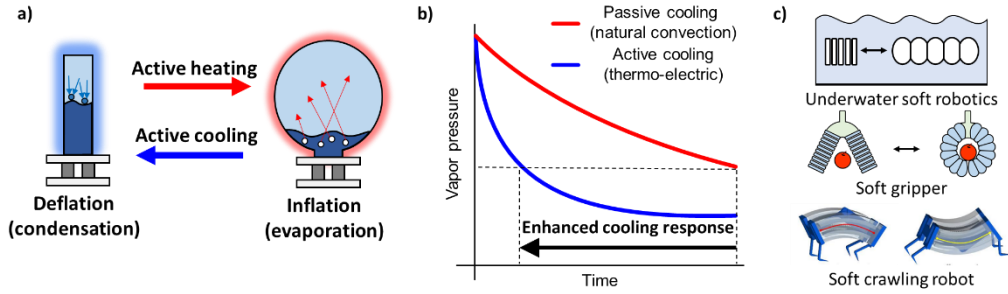 a)
Active heating
Active cooling
Deflation
(condensation)
Inflation
(evaporation)
b)
Passive cooling
(natural convection)
Active cooling
(thermo-electric)
Vapor pressure
Enhanced cooling response
Time
c)
Underwater soft robotics
Soft gripper
Soft crawling robot